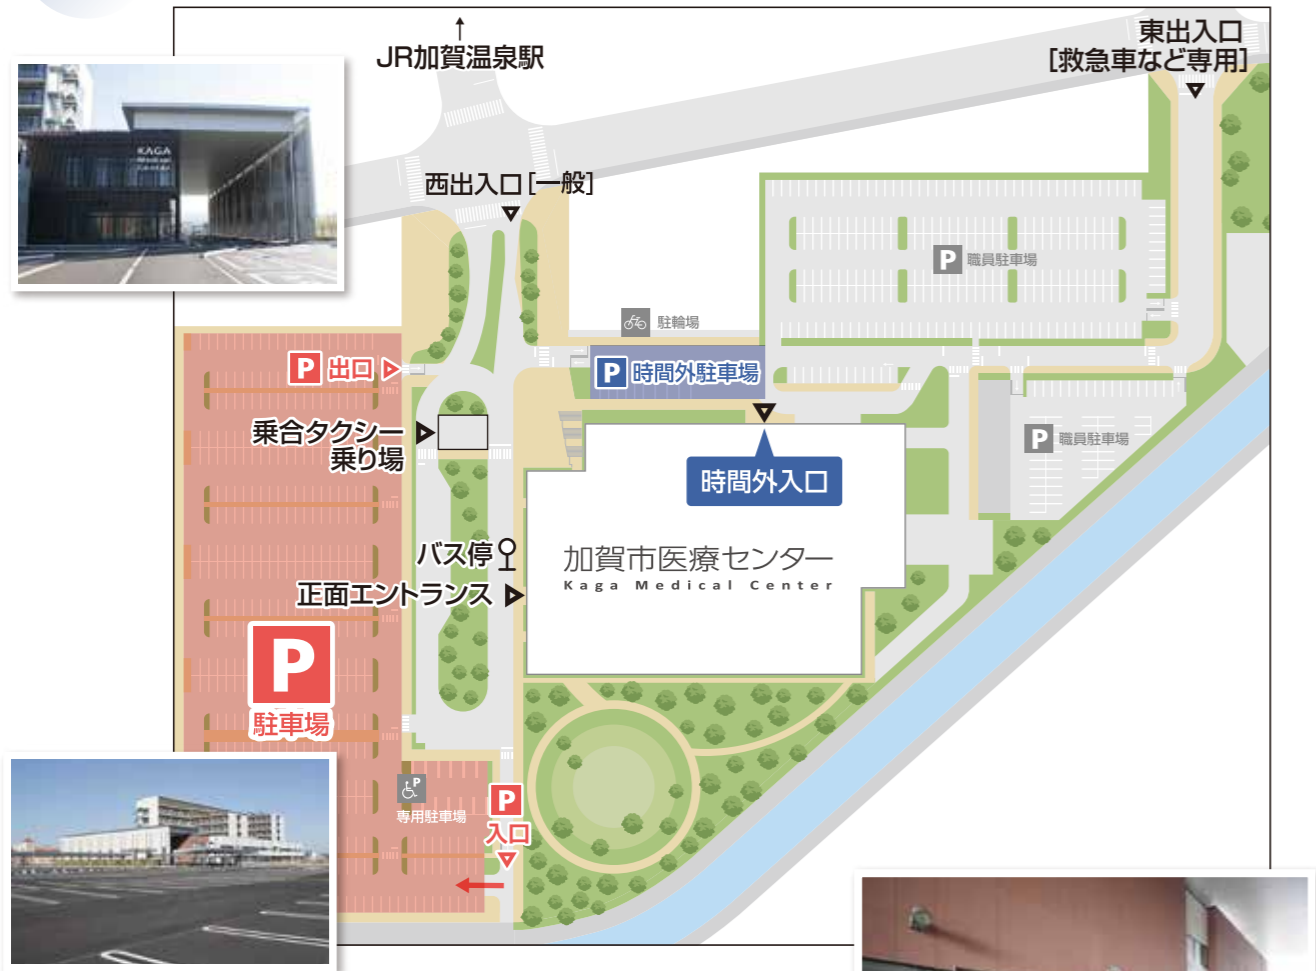 ↑
JR加賀温泉駅
東出入口
[救急車など専用]
KAGA
Medical
Center
西出入口[一般]
P 職員駐車場
駐輪場
P 出口
P 時間外駐車場
乗合タクシー
乗り場
P 職員駐車場
時間外入口
バス停
加賀市医療センター
Kaga Medical Center
正面エントランス
P
駐車場
P
専用駐車場
P
入口